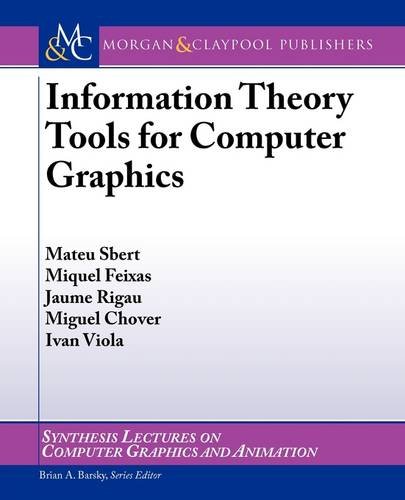 M
&C
MORGAN&CLAYPOOL PUBLISHERS
Information Theory
Tools for Computer
Graphics
Mateu Sbert
Miquel Feixas
Jaume Rigau
Miguel Chover
Ivan Viola
SYNTHESIS LECTURES ON
COMPUTER GRAPHICS AND ANIMATION
Brian A. Barsky, Series Editor